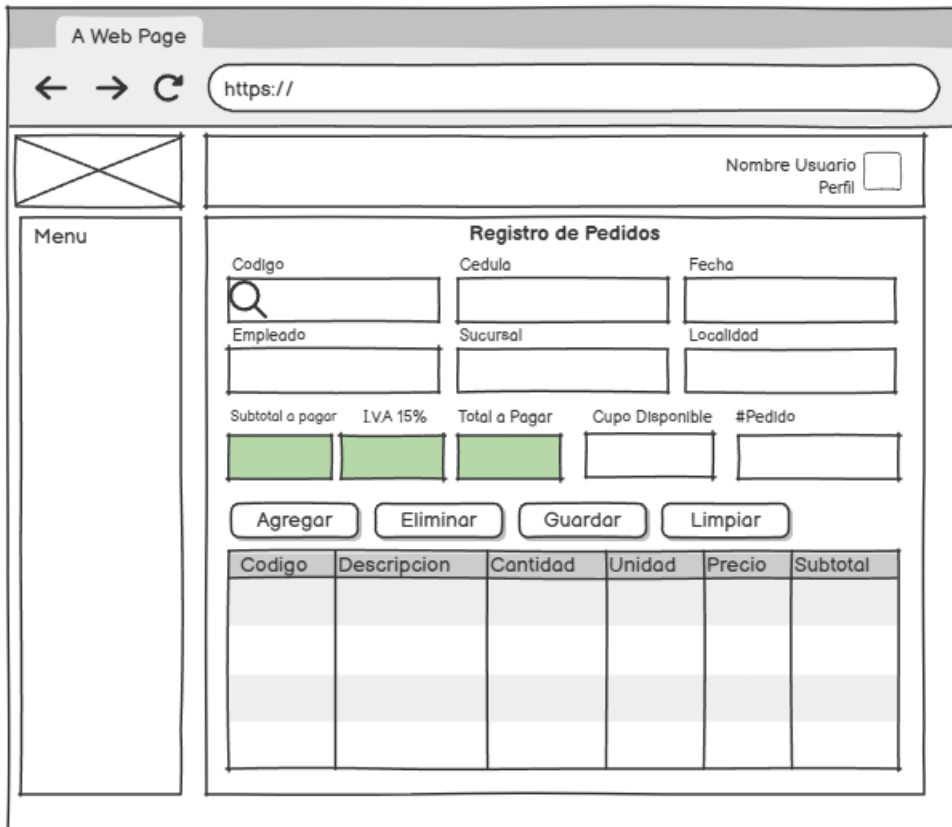 A Web Page
https://
Nombre Usuario
Perfil
Menu
Registro de Pedidos
Codigo Cedula Fecha
Empleado Sucursal Localidad
Subtotal a pagar I.VA 15% Total a Pagar Cupo Disponible #Pedido
Agregar Eliminar Guardar Limpiar
Codigo Descripcion Cantidad Unidad Precio Subtotal